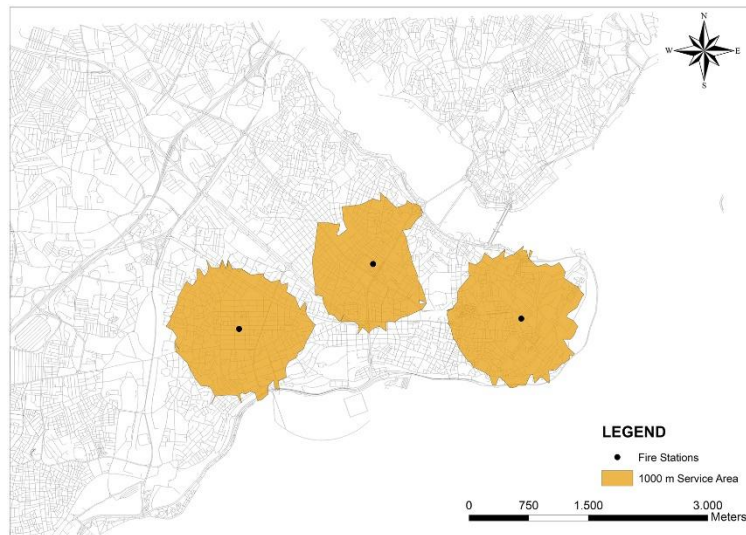 N
W E
S
LEGEND
Fire Stations
1000 m Service Area
0 750 1.500 3.000
Meters